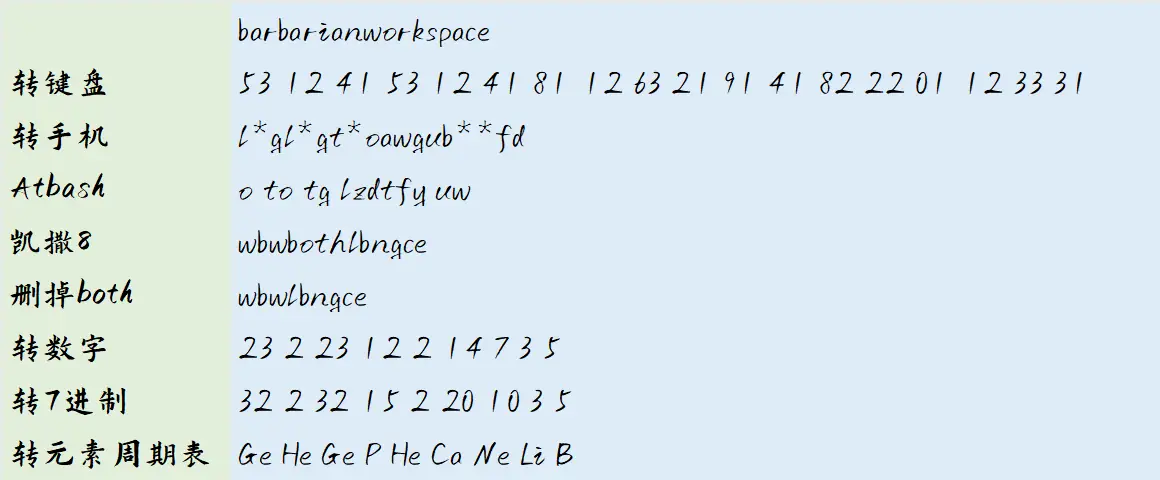 barbarianworkspace
转键盘 53 12 41 53 12 41 81 12 63 21 91 41 82 22 01 12 33 31
转手机 l*gl*gt*oawgub**fd
Atbash o to tg lzdtfy uw
凯撒8 wbwbothlbngce
删掉both wbwlbngce
转数字 23 2 23 12 2 14 7 3 5
转7进制 32 2 32 15 2 20 10 3 5
转元素周期表 Ge He Ge P He Ca Ne Li B